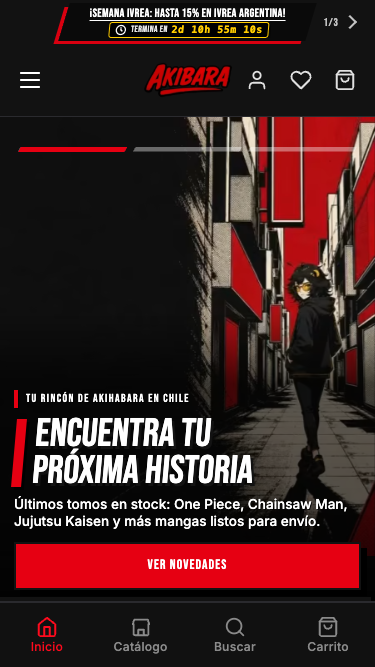 ¡SEMANA IVREA: HASTA 15% EN IVREA ARGENTINA!
TERMINA EN 2d 10h 55m 10s
1/3
AKIBARA
TU RINCÓN DE AKIHABARA EN CHILE
ENCUENTRA TU
PRÓXIMA HISTORIA
Últimos tomos en stock: One Piece, Chainsaw Man,
Jujutsu Kaisen y más mangas listos para envío.
VER NOVEDADES
Inicio
Catálogo
Buscar
Carrito